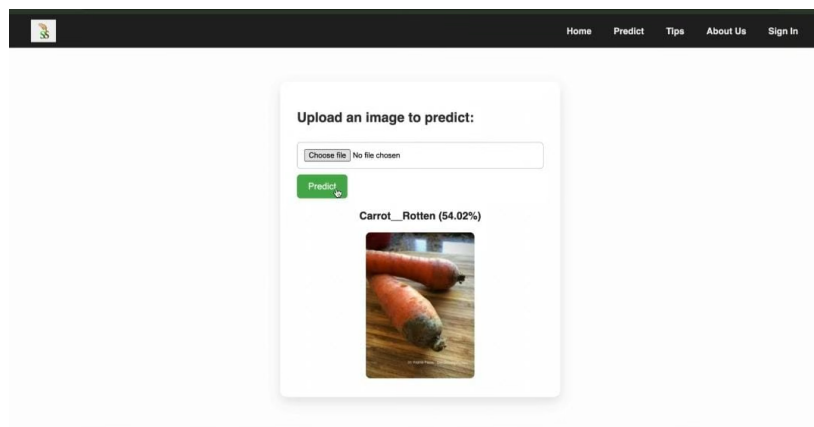 SS
Home Predict Tips About Us Sign In
Upload an image to predict:
Choose file No file chosen
Predict
Carrot__Rotten (54.02%)